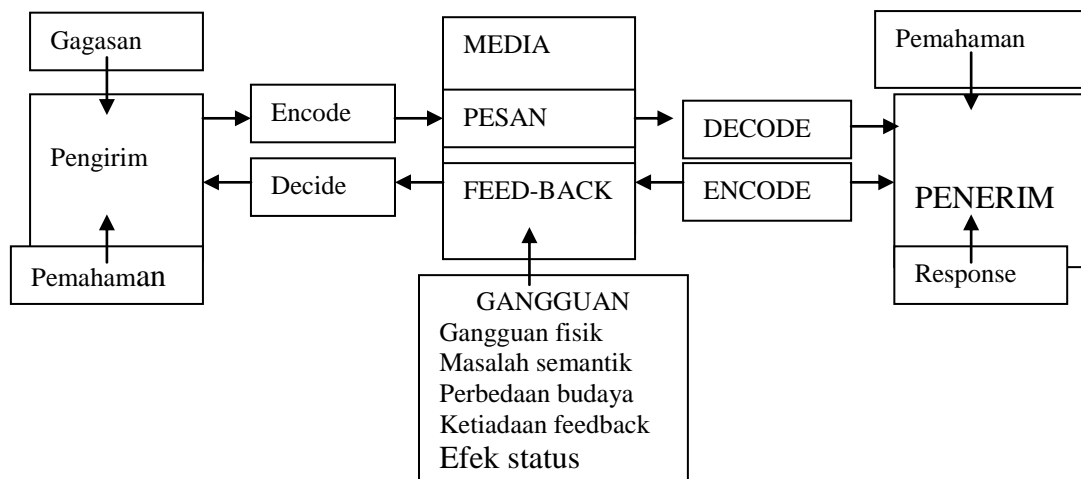 Gagasan
MEDIA
Pemahaman
Encode
PESAN
DECODE
Pengirim
Decide
FEED-BACK
ENCODE
PENERIM
Pemahaman
Response
GANGGUAN
Gangguan fisik
Masalah semantik
Perbedaan budaya
Ketiadaan feedback
Efek status